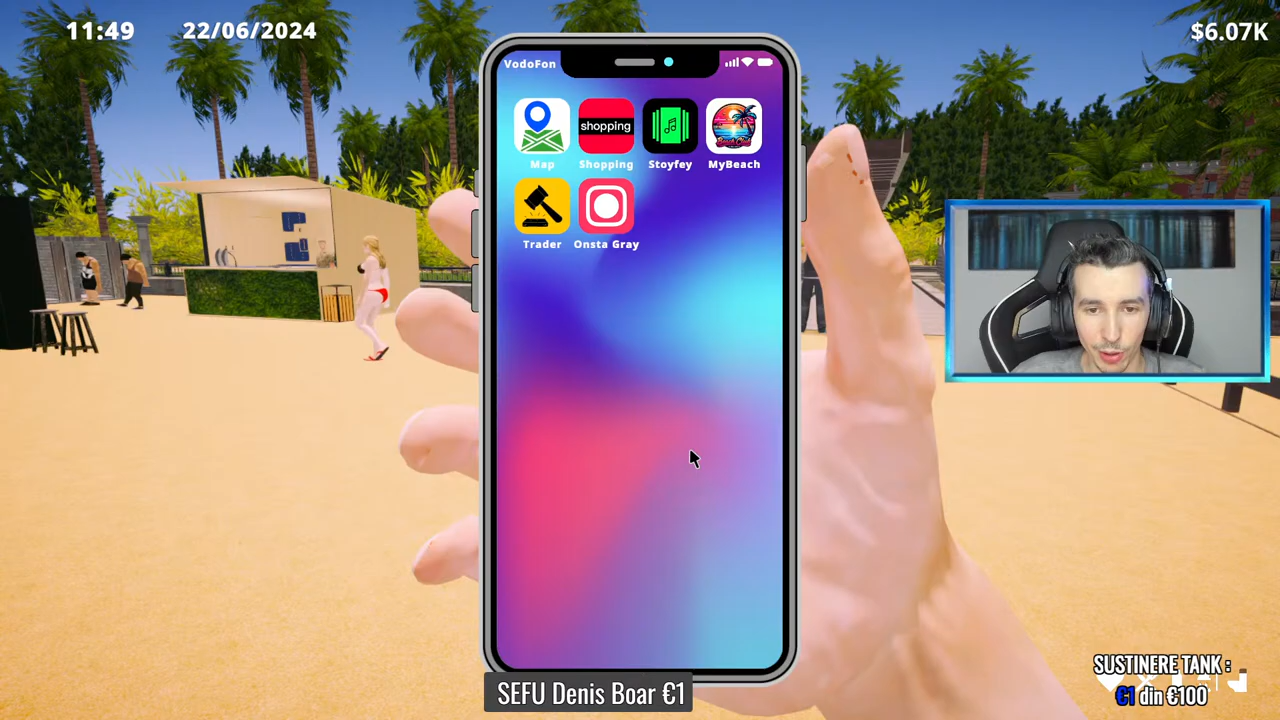 11:49 22/06/2024 $6.07K
VodoFon
shopping
Map Shopping Stoyfey MyBeach
Trader Onsta Gray
SUSTINERE TANK :
€1 din €100
SEFU Denis Boar €1